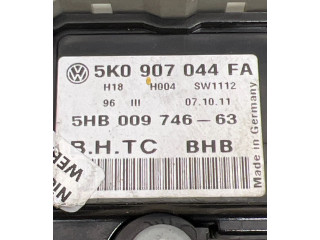 5K0 907 044 FA
H18 H004 SW1112
96 III 07.10.11
5HB 009 746-63
B.H.TC BHB
Made in Germany